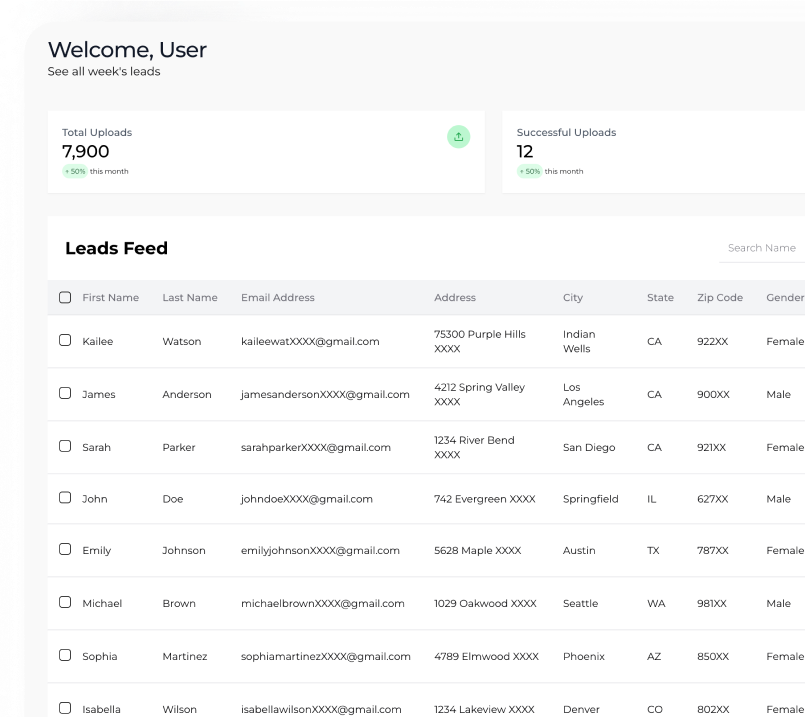 Welcome, User
See all week's leads
Total Uploads
7,900
+ 50% this month
Successful Uploads
12
+ 50% this month
Leads Feed
Search Name
First Name Last Name Email Address Address City State Zip Code Gender
Kailee Watson kaileewatXXXX@gmail.com 75300 Purple Hills XXXX Indian Wells CA 922XX Female
James Anderson jamesandersonXXXX@gmail.com 4212 Spring Valley XXXX Los Angeles CA 900XX Male
Sarah Parker sarahparkerXXXX@gmail.com 1234 River Bend XXXX San Diego CA 921XX Female
John Doe johndoeXXXX@gmail.com 742 Evergreen XXXX Springfield IL 627XX Male
Emily Johnson emilyjohnsonXXXX@gmail.com 5628 Maple XXXX Austin TX 787XX Female
Michael Brown michaelbrownXXXX@gmail.com 1029 Oakwood XXXX Seattle WA 981XX Male
Sophia Martinez sophiamartinezXXXX@gmail.com 4789 Elmwood XXXX Phoenix AZ 850XX Female
Isabella Wilson isabellawilsonXXXX@gmail.com 1234 Lakeview XXXX Denver CO 802XX Female